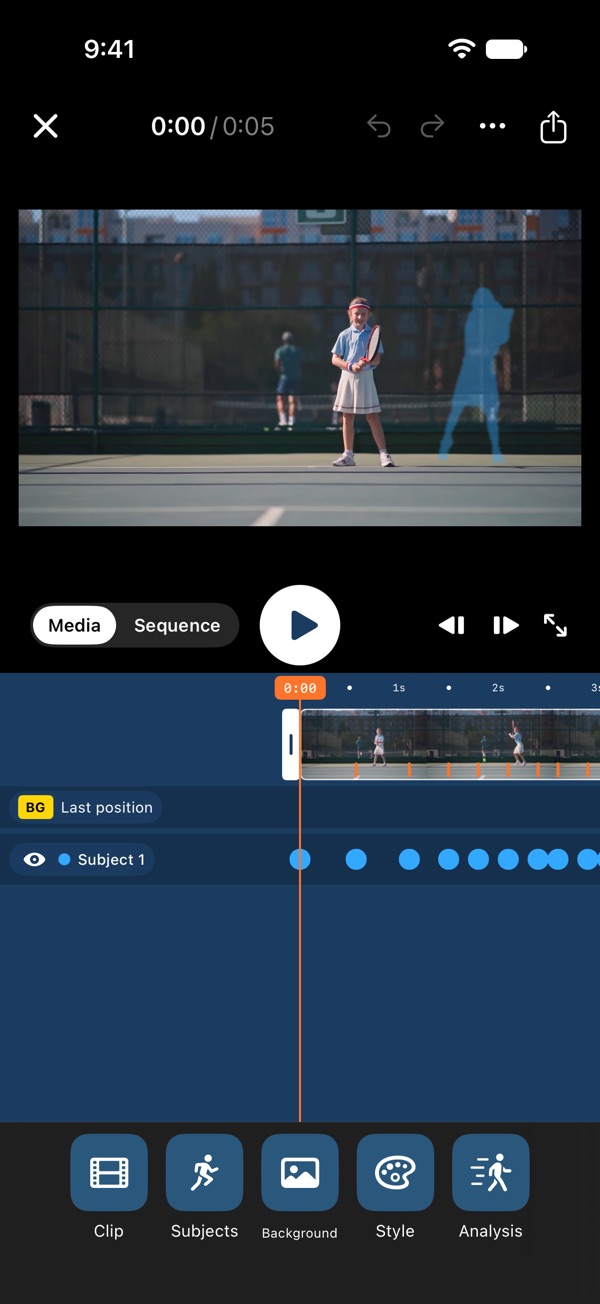 9:41
0:00 / 0:05
Media
Sequence
0:00
1s
2s
BG Last position
Subject 1
Clip
Subjects
Background
Style
Analysis